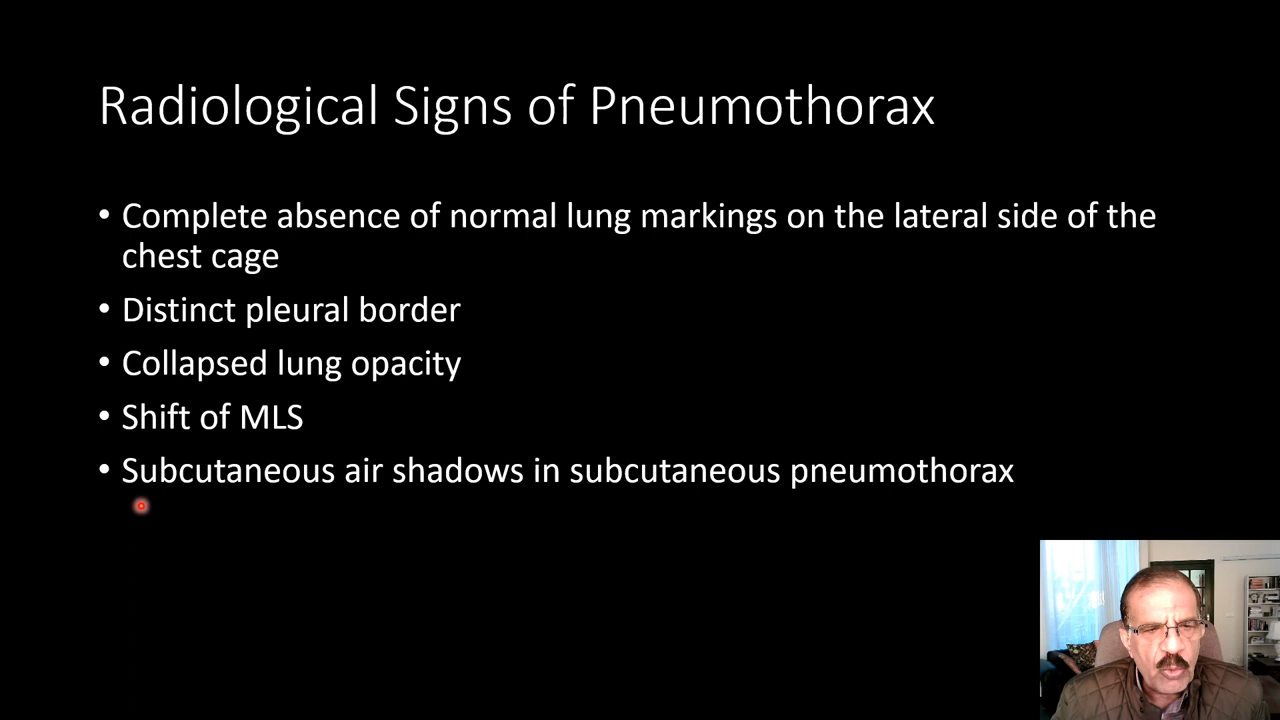 Radiological Signs of Pneumothorax
• Complete absence of normal lung markings on the lateral side of the
chest cage
• Distinct pleural border
• Collapsed lung opacity
• Shift of MLS
• Subcutaneous air shadows in subcutaneous pneumothorax